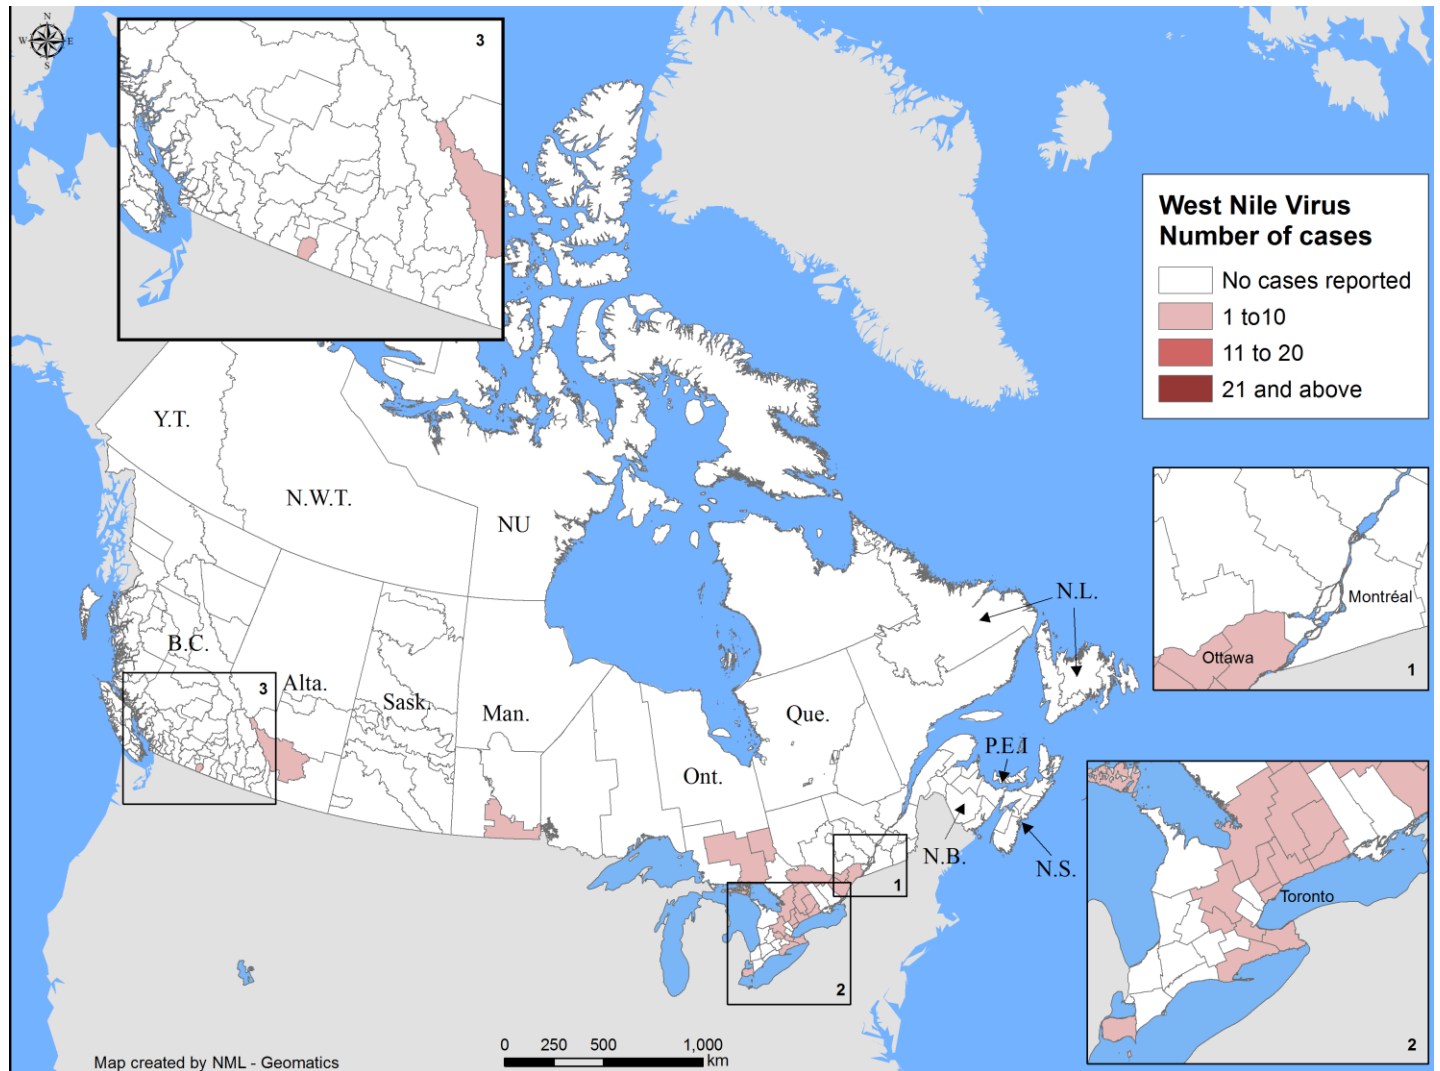 N
W E
S
3
West Nile Virus
Number of cases
No cases reported
1 to10
11 to 20
21 and above
Y.T.
N.W.T.
NU
B.C.
Alta.
Sask.
Man.
Ont.
Que.
N.L.
P.E.I
N.B.
N.S.
3
1
2
Montréal
Ottawa
1
Toronto
2
0 250 500 1,000
km
Map created by NML - Geomatics